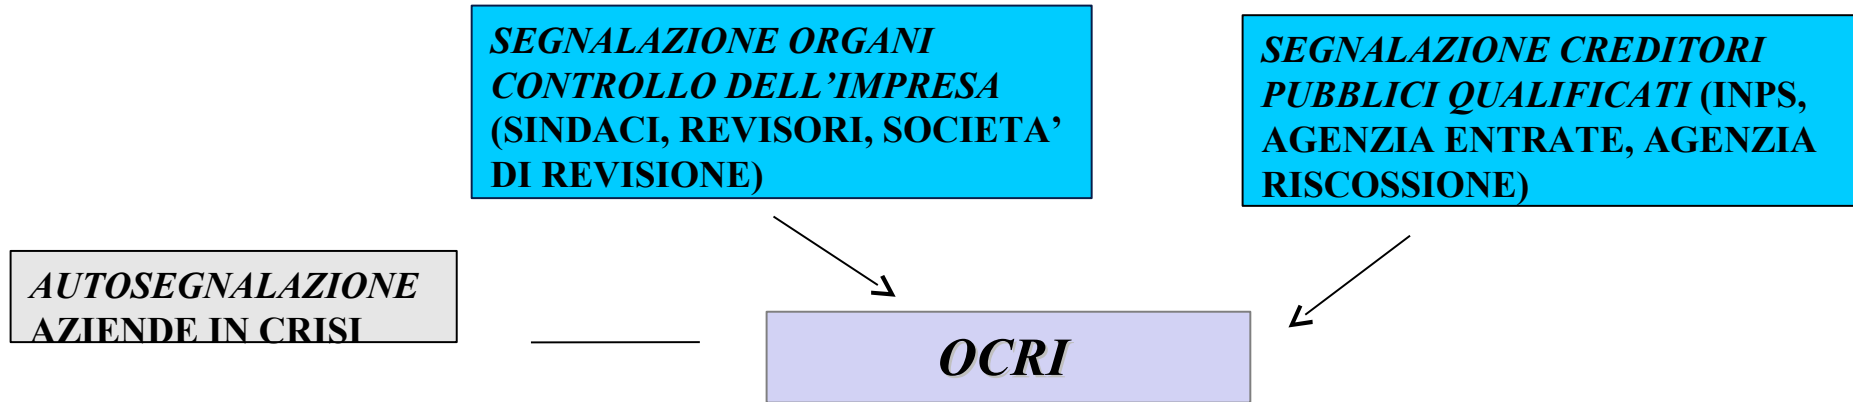 SEGNALAZIONE ORGANI
CONTROLLO DELL’IMPRESA
(SINDACI, REVISORI, SOCIETA’
DI REVISIONE)
SEGNALAZIONE CREDITORI
PUBBLICI QUALIFICATI (INPS,
AGENZIA ENTRATE, AGENZIA
RISCOSSIONE)
AUTOSEGNALAZIONE
AZIENDE IN CRISI
OCRI